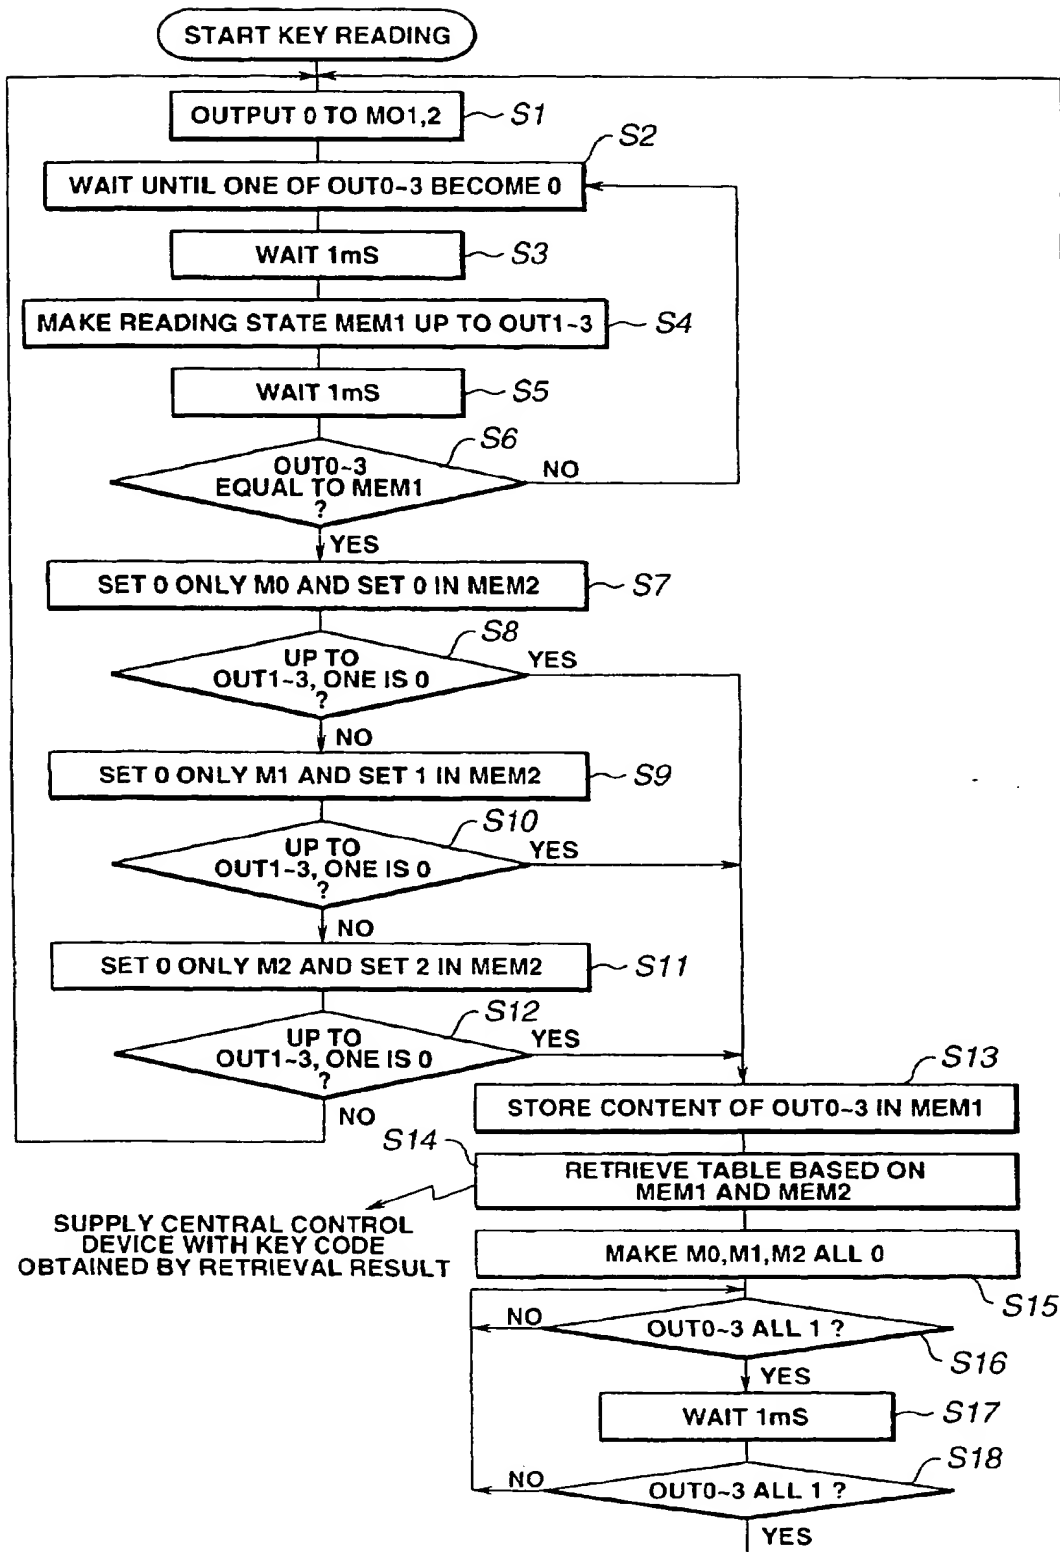 START KEY READING
OUTPUT 0 TO MO1,2
S1
S2
WAIT UNTIL ONE OF OUT0~3 BECOME 0
WAIT 1mS
S3
MAKE READING STATE MEM1 UP TO OUT1~3
S4
WAIT 1mS
S5
S6
OUT0~3
EQUAL TO MEM1
?
NO
YES
SET 0 ONLY M0 AND SET 0 IN MEM2
S7
S8
UP TO
OUT1~3, ONE IS 0
?
YES
NO
SET 0 ONLY M1 AND SET 1 IN MEM2
S9
S10
UP TO
OUT1~3, ONE IS 0
?
YES
NO
SET 0 ONLY M2 AND SET 2 IN MEM2
S11
S12
UP TO
OUT1~3, ONE IS 0
?
YES
NO
S13
STORE CONTENT OF OUT0~3 IN MEM1
S14
RETRIEVE TABLE BASED ON
MEM1 AND MEM2
SUPPLY CENTRAL CONTROL
DEVICE WITH KEY CODE
OBTAINED BY RETRIEVAL RESULT
MAKE M0,M1,M2 ALL 0
S15
NO
OUT0~3 ALL 1 ?
S16
YES
WAIT 1mS
S17
S18
NO
OUT0~3 ALL 1 ?
YES